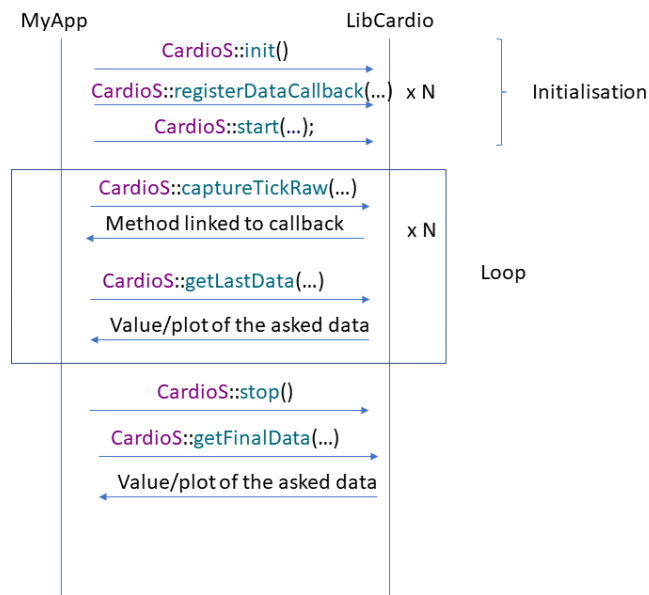 MyApp
LibCardio
CardioS::init()
CardioS::registerDataCallback(...)
x N
Initialisation
CardioS::start(...);
CardioS::captureTickRaw(...)
Method linked to callback
x N
Loop
CardioS::getLastData(...)
Value/plot of the asked data
CardioS::stop()
CardioS::getFinalData(...)
Value/plot of the asked data